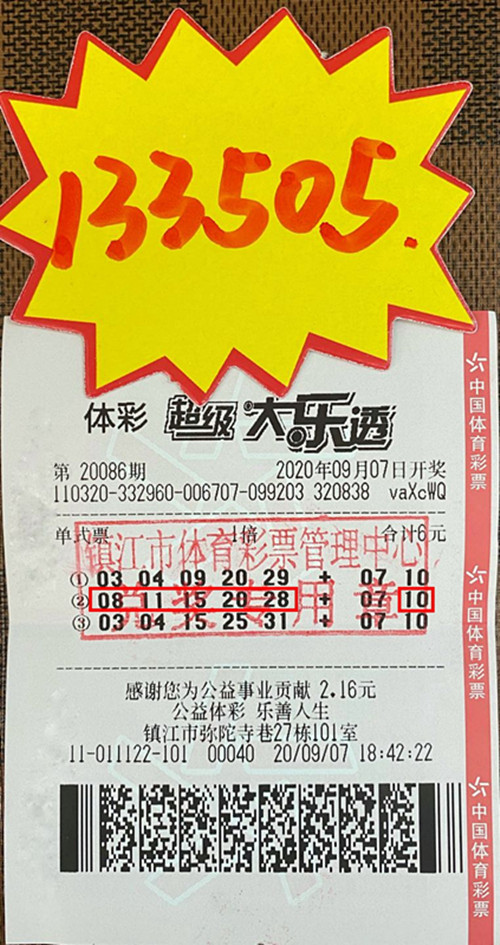 133505.
体彩 超级大乐透
第 20086期 2020年09月07日开奖
110320-332960-006707-099203 320838 vaXcWQ
单式票 1倍 合计6元
镇江市体育彩票管理中心
① 03 04 09 20 29 + 07 10
② 08 11 15 20 28 + 07 10
③ 03 04 15 25 31 + 07 10
感谢您为公益事业贡献 2.16元
公益体彩 乐善人生
镇江市弥陀寺巷27栋101室
11-011122-101 00040 20/09/07 18:42:22
中国体育彩票
中国体育彩票
中国体育彩票